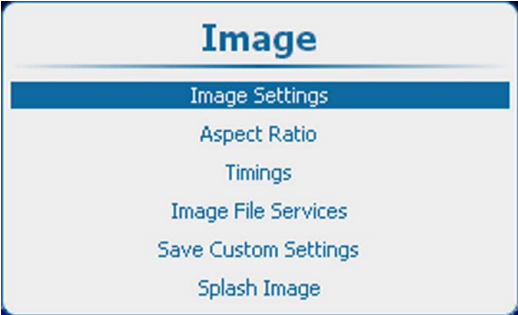 Image
Image Settings
Aspect Ratio
Timings
Image File Services
Save Custom Settings
Splash Image